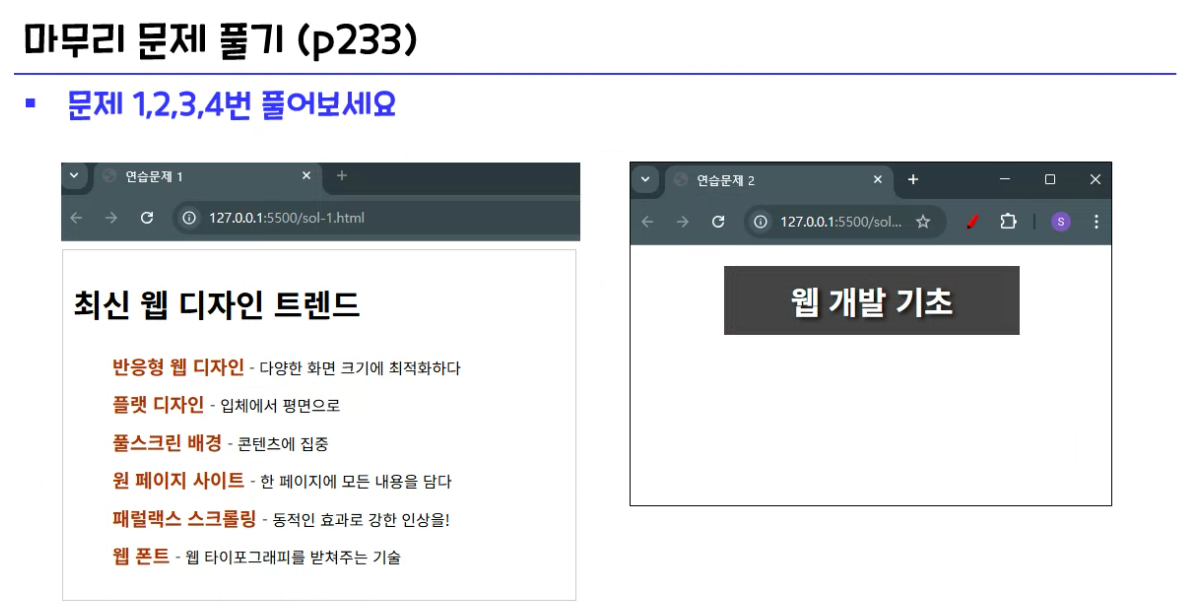 마무리 문제 풀기 (p233)
문제 1,2,3,4번 풀어보세요
연습문제 1
127.0.0.1:5500/sol-1.html
최신 웹 디자인 트렌드
반응형 웹 디자인 - 다양한 화면 크기에 최적화하다
플랫 디자인 - 입체에서 평면으로
풀스크린 배경 - 콘텐츠에 집중
원 페이지 사이트 - 한 페이지에 모든 내용을 담다
패럴랙스 스크롤링 - 동적인 효과로 강한 인상을!
웹 폰트 - 웹 타이포그래피를 받쳐주는 기술
연습문제 2
127.0.0.1:5500/sol...
S
웹 개발 기초